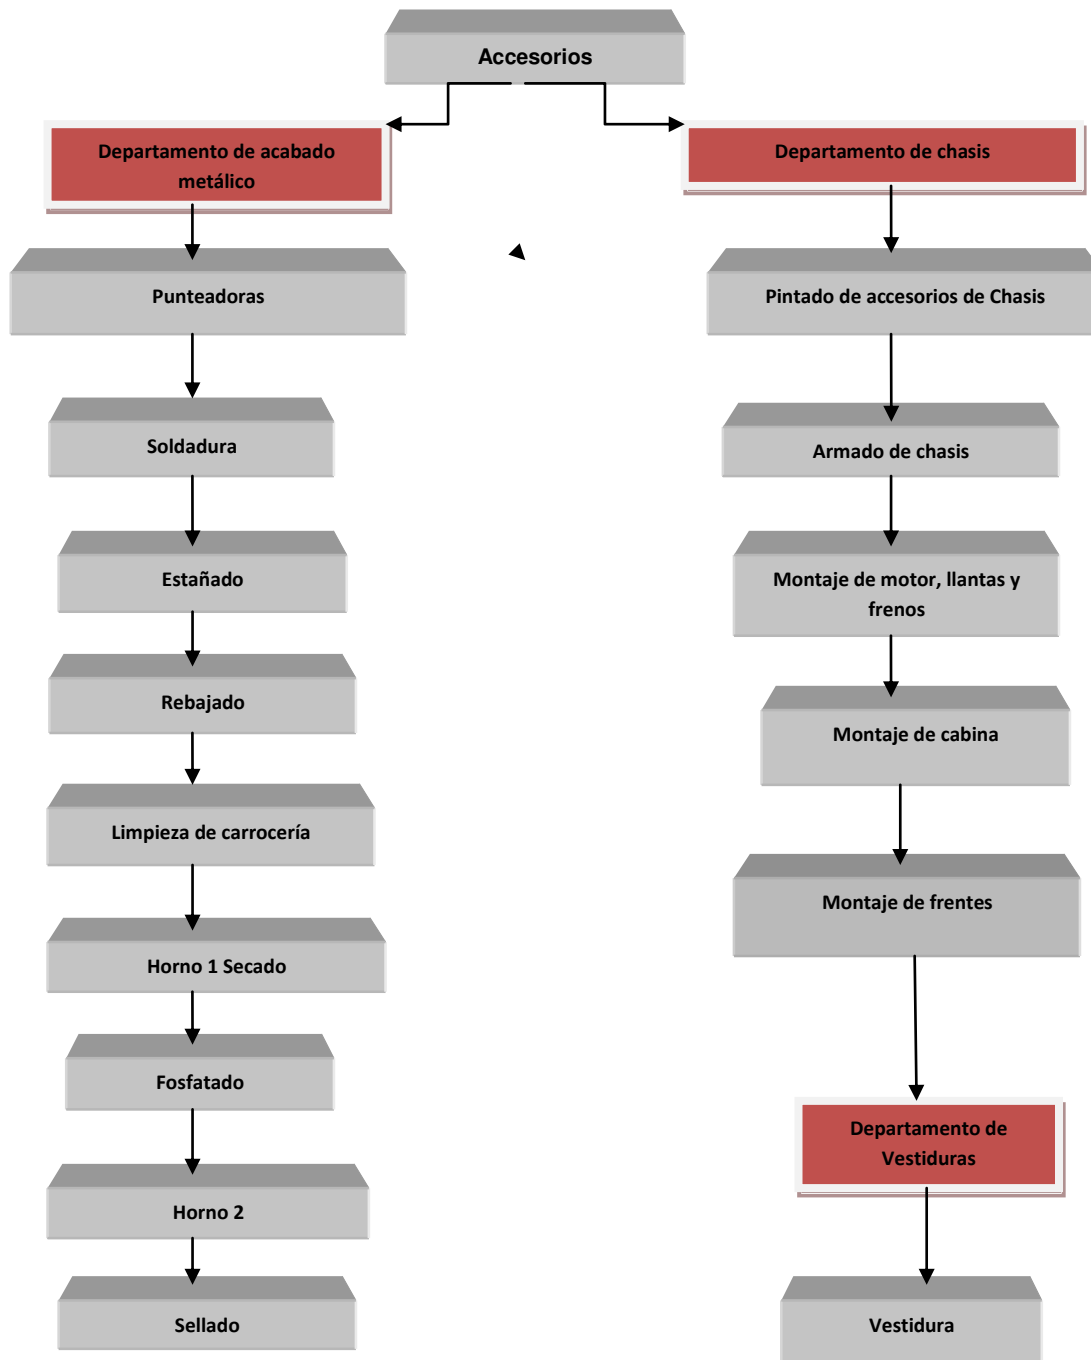 Accesorios
Departamento de acabado
metálico
Punteadoras
Soldadura
Estañado
Rebajado
Limpieza de carrocería
Horno 1 Secado
Fosfatado
Horno 2
Sellado
Departamento de chasis
Pintado de accesorios de Chasis
Armado de chasis
Montaje de motor, llantas y
frenos
Montaje de cabina
Montaje de frentes
Departamento de
Vestiduras
Vestidura